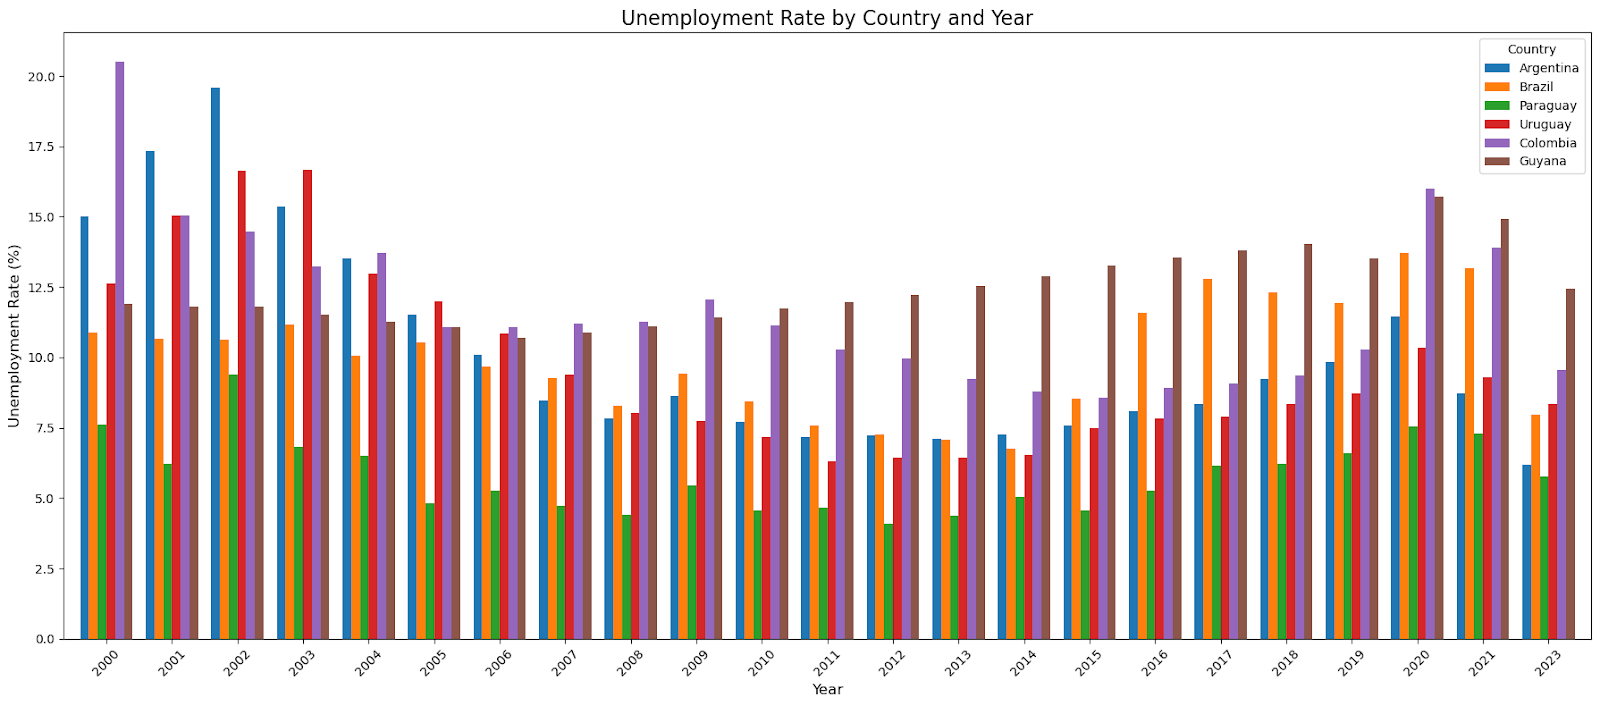 Unemployment Rate by Country and Year
Country
Argentina
Brazil
Paraguay
Uruguay
Colombia
Guyana
Unemployment Rate (%)
20.0
17.5
15.0
12.5
10.0
7.5
5.0
2.5
0.0
2000 2001 2002 2003 2004 2005 2006 2007 2008 2009 2010 2011 2012 2013 2014 2015 2016 2017 2018 2019 2020 2021 2023
Year